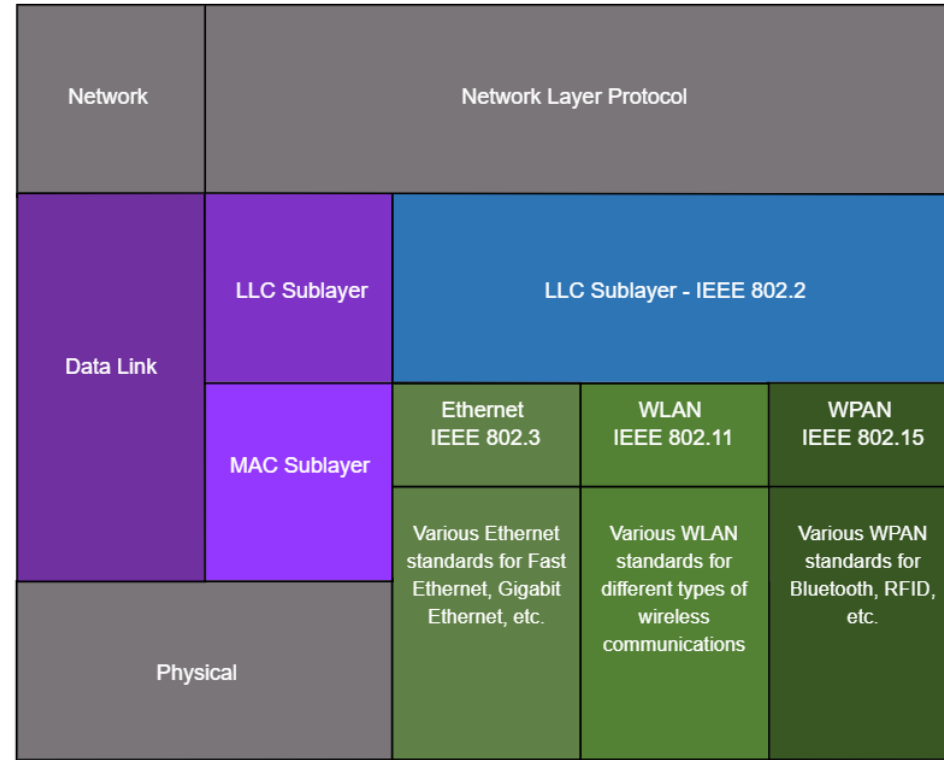 Network
Network Layer Protocol
Data Link
LLC Sublayer
LLC Sublayer - IEEE 802.2
MAC Sublayer
Ethernet
IEEE 802.3
WLAN
IEEE 802.11
WPAN
IEEE 802.15
Various Ethernet
standards for Fast
Ethernet, Gigabit
Ethernet, etc.
Various WLAN
standards for
different types of
wireless
communications
Various WPAN
standards for
Bluetooth, RFID,
etc.
Physical